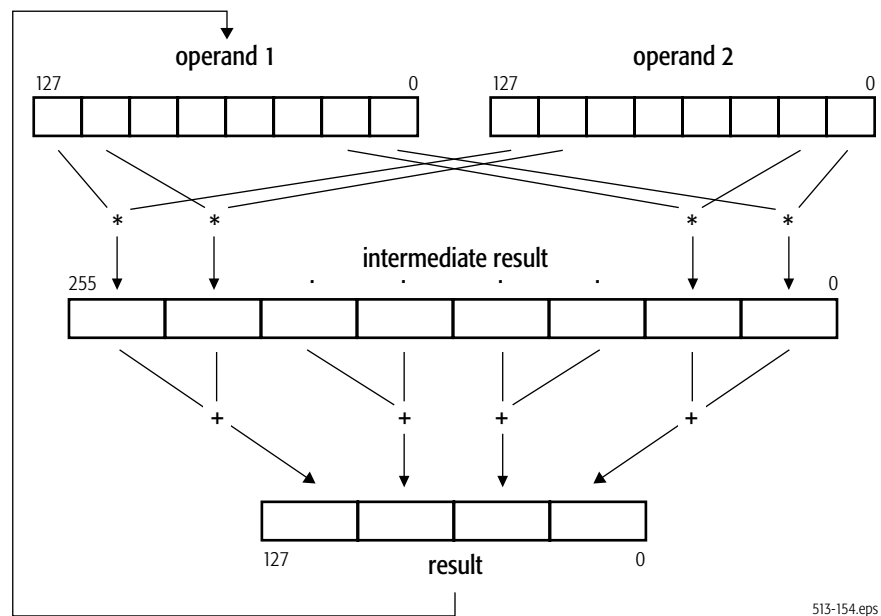 operand 1 operand 2
127 0 127 0
* * * *
intermediate result
255 . . . . 0
+ + + +
127 result 0
513-154.eps